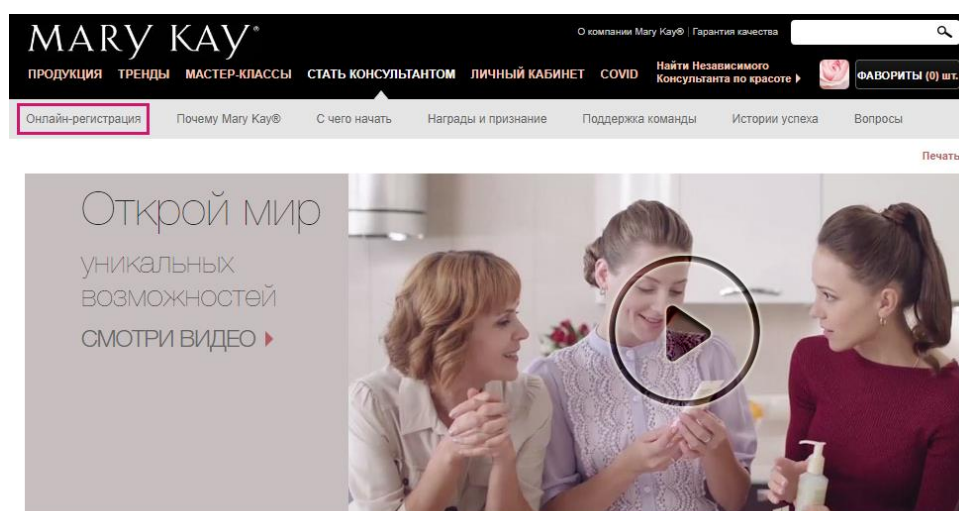 MARY KAY®
О компании Mary Kay® | Гарантия качества
ПРОДУКЦИЯ ТРЕНДЫ МАСТЕР-КЛАССЫ СТАТЬ КОНСУЛЬТАНТОМ ЛИЧНЫЙ КАБИНЕТ COVID
Найти Независимого
Консультанта по красоте
ФАВОРИТЫ (0) шт.
Онлайн-регистрация Почему Mary Kay® С чего начать Награды и признание Поддержка команды Истории успеха Вопросы
Печать
Открой мир
уникальных
возможностей
СМОТРИ ВИДЕО